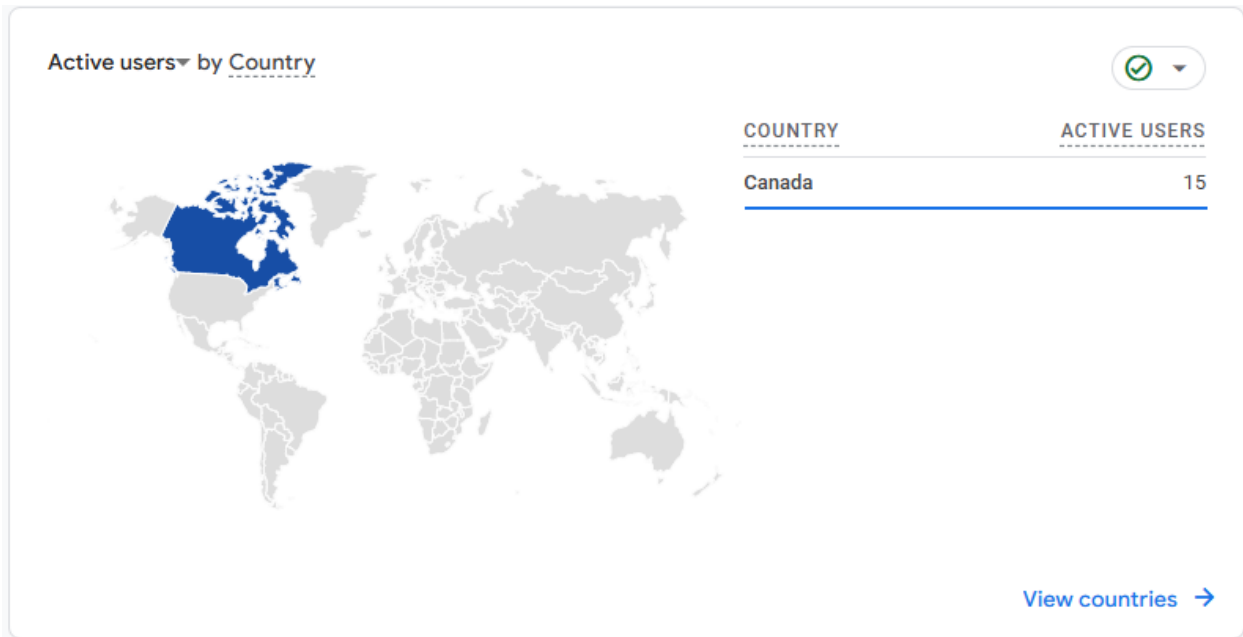 Active users by Country
COUNTRY ACTIVE USERS
Canada 15
View countries